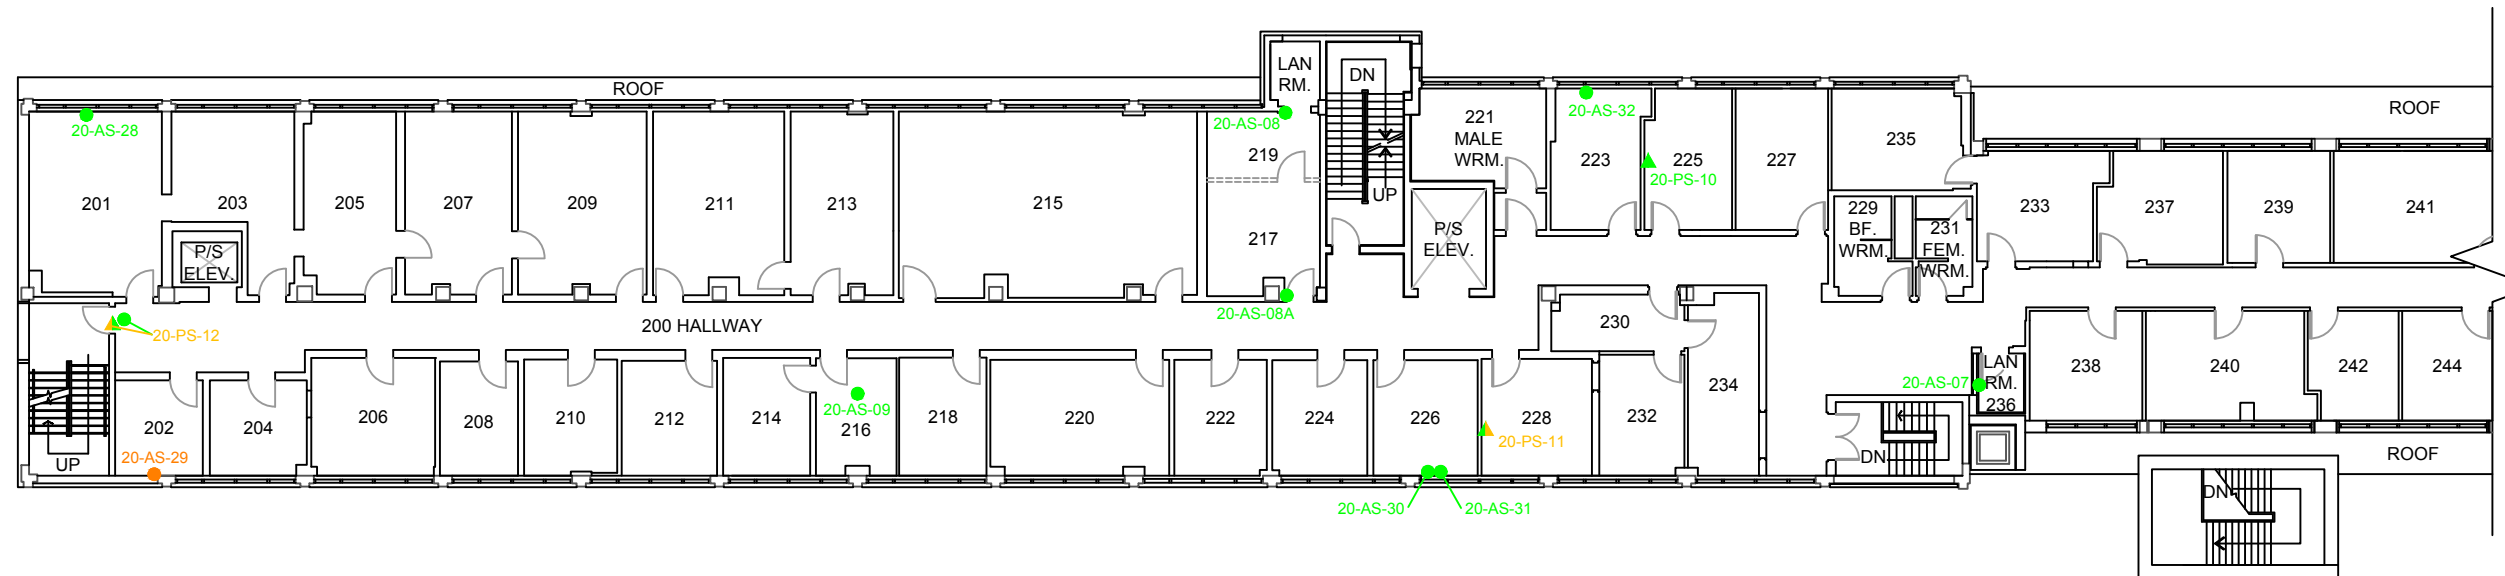 ROOF
LAN
RM.
DN
20-AS-28
20-AS-08
20-AS-32
ROOF
221
MALE
WRM.
219
223
225
20-PS-10
227
235
UP
201
203
205
207
209
211
213
215
217
P/S
ELEV.
P/S
ELEV.
229
BF.
WRM.
231
FEM.
WRM.
233
237
239
241
20-AS-08A
20-PS-12
200 HALLWAY
230
234
LAN
RM.
236
20-AS-07
238
240
242
244
202
204
206
208
210
212
214
20-AS-09
216
218
220
222
224
226
228
20-PS-11
232
UP
20-AS-29
DN
ROOF
20-AS-30
20-AS-31
DN